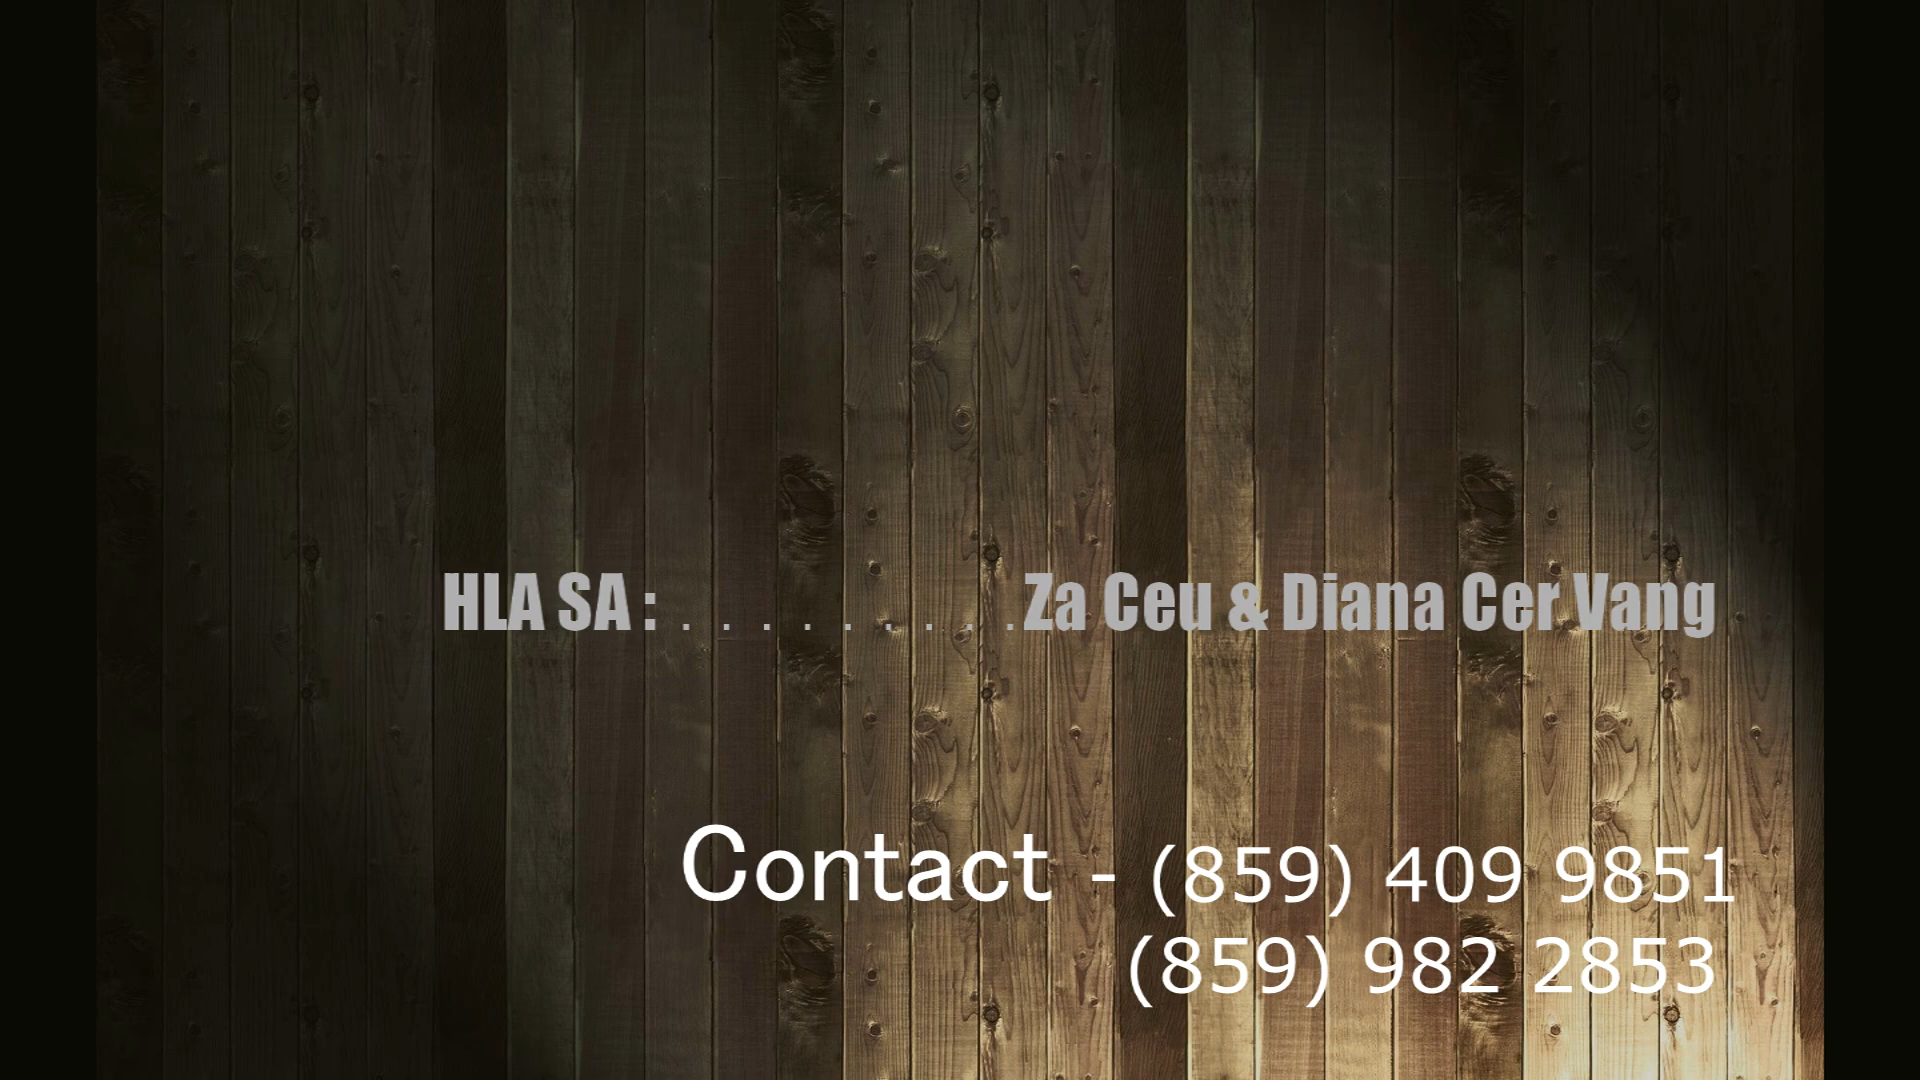 HLA SA : . . . . . . . . .Za Ceu & Diana Cer Vang
Contact - (859) 409 9851
(859) 982 2853